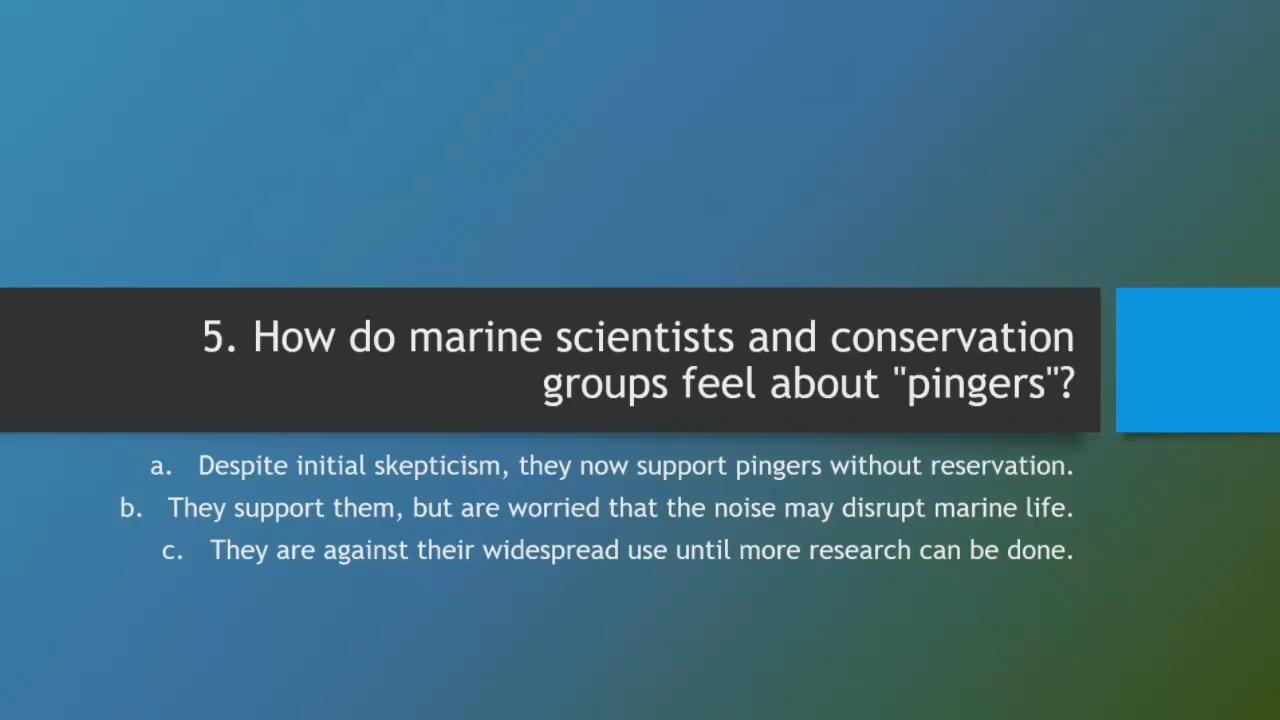 5. How do marine scientists and conservation
groups feel about "pingers"?
a. Despite initial skepticism, they now support pingers without reservation.
b. They support them, but are worried that the noise may disrupt marine life.
c. They are against their widespread use until more research can be done.